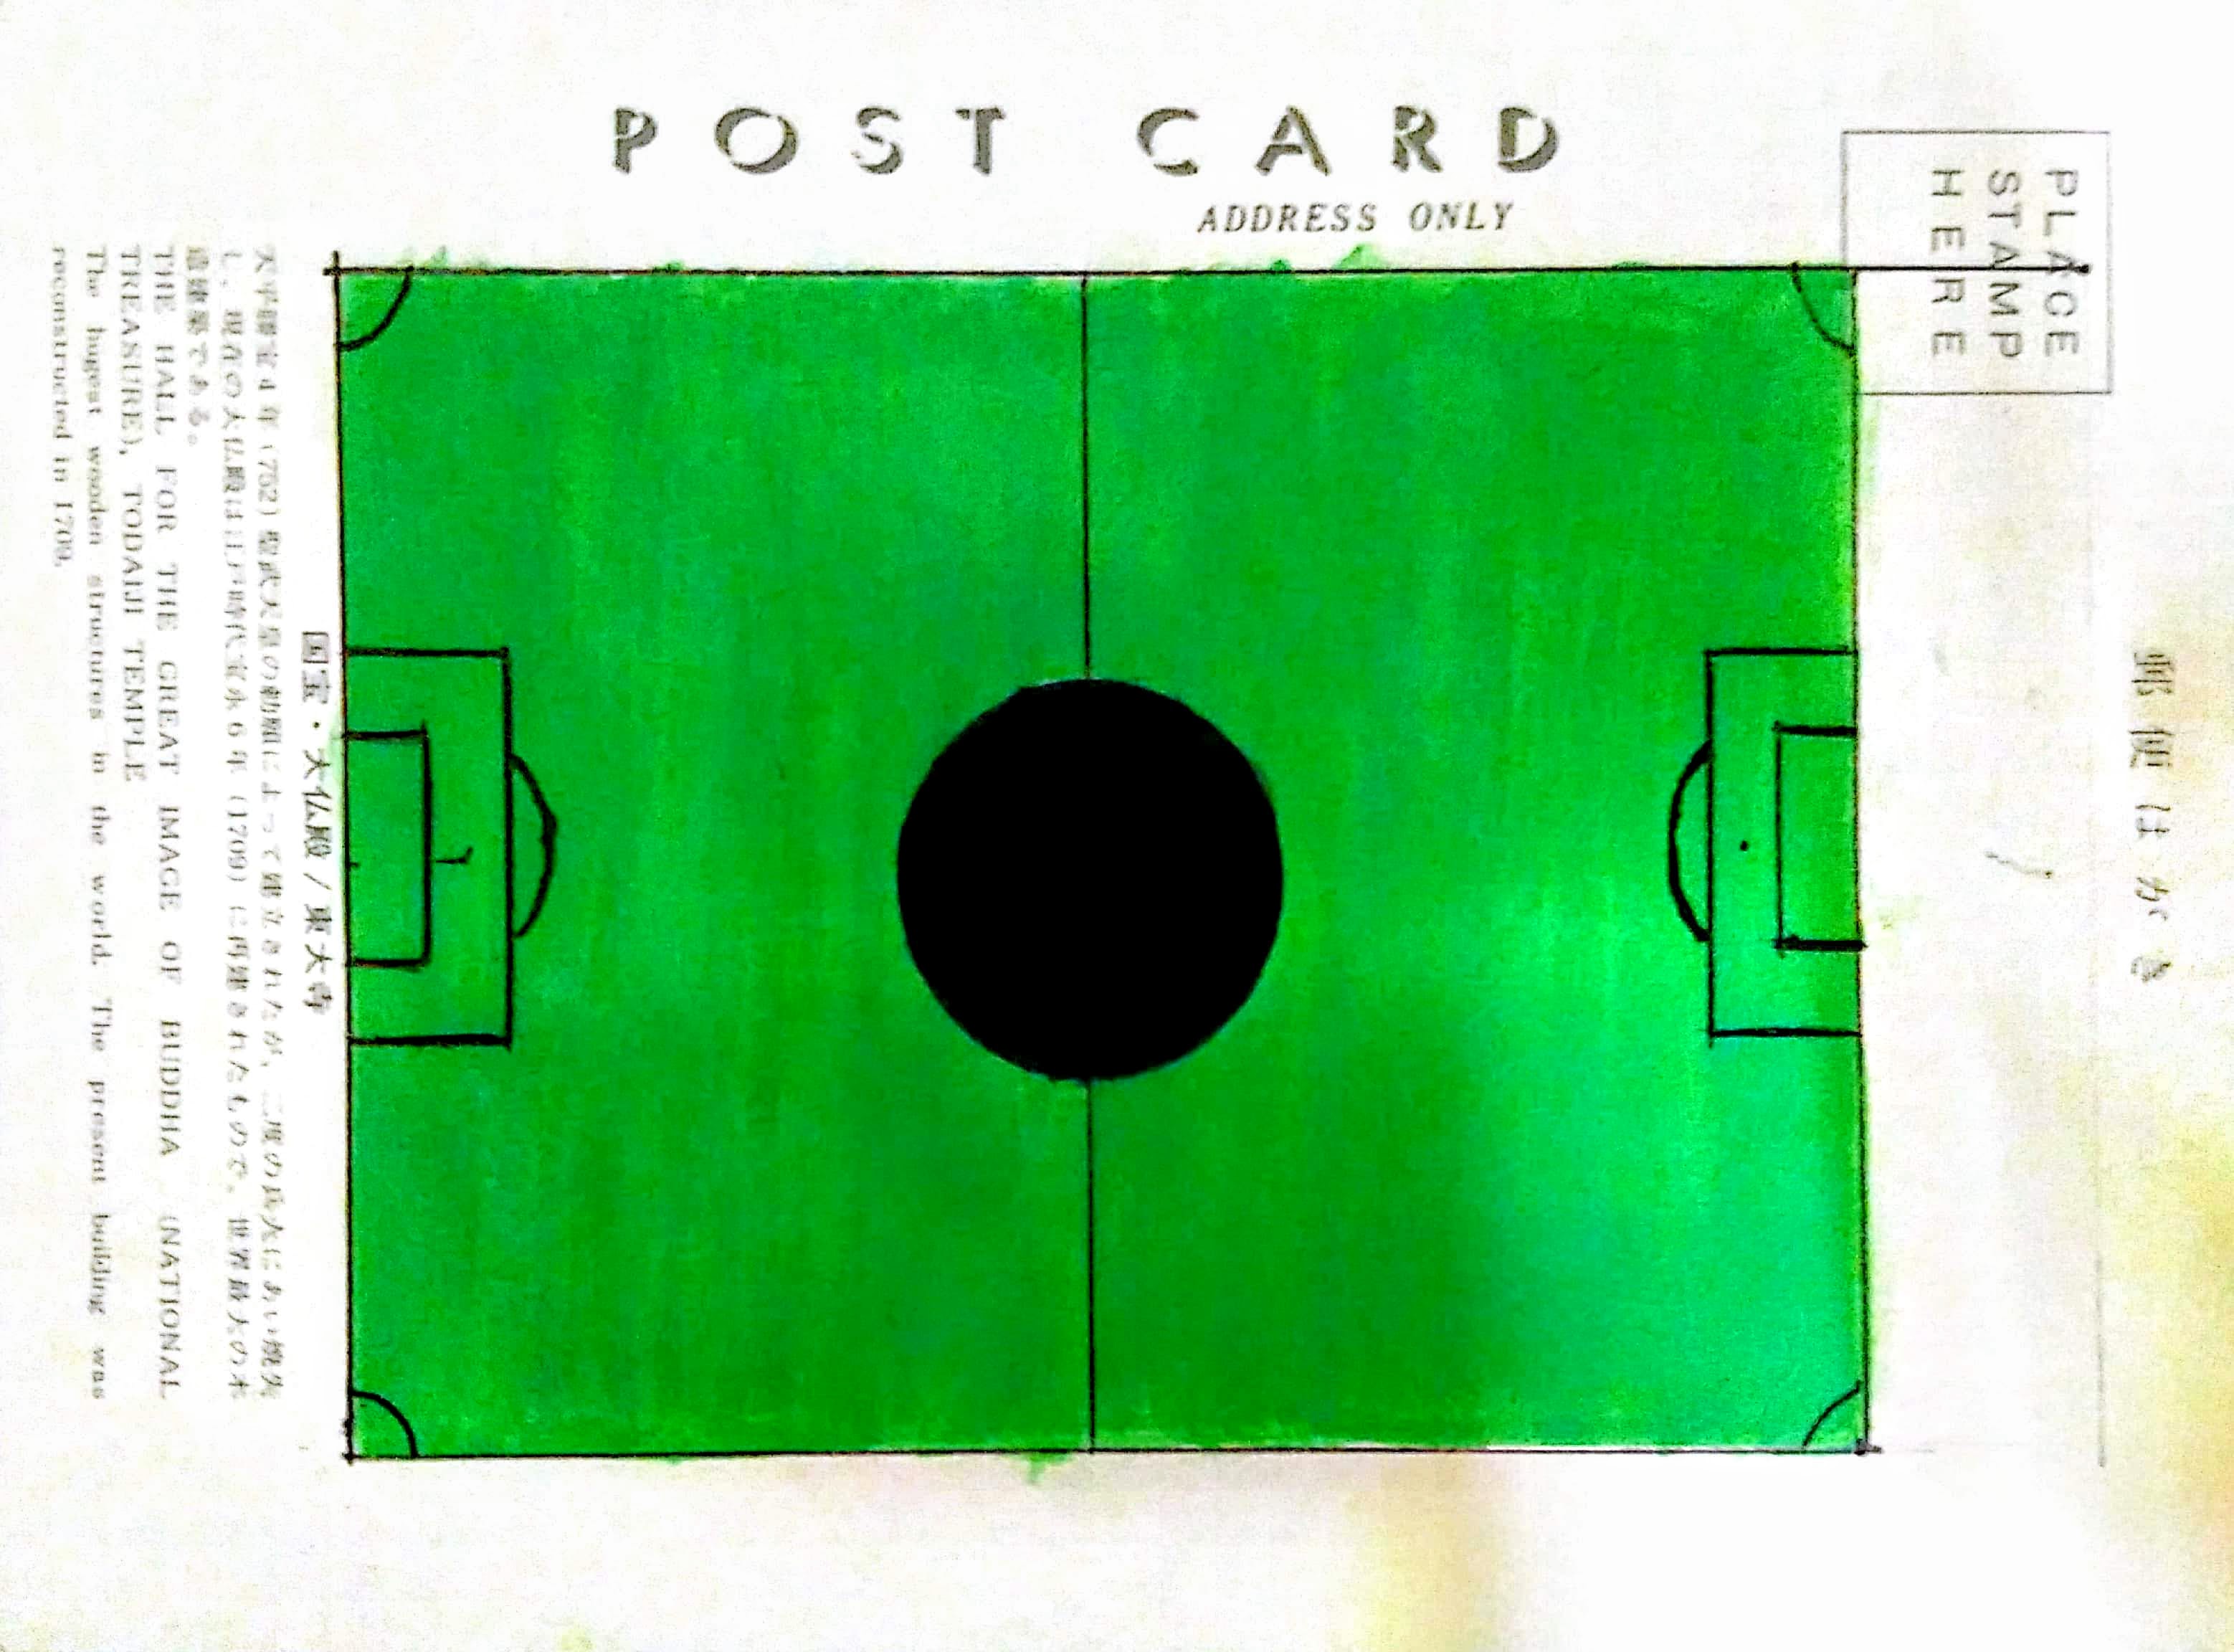 POST CARD
ADDRESS ONLY
PLACE
STAMP
HERE
郵便はがき
国宝・大仏殿 / 東大寺
天平勝宝4年(752)聖武天皇の勅願によって建立されたが、二度の兵火にあい焼失
し、現在の大仏殿は江戸時代宝永6年(1709)に再建されたもので、世界最大の木
造建築である。
THE HALL FOR THE GREAT IMAGE OF BUDDHA (NATIONAL
TREASURE), TODAIJI TEMPLE
The hugest wooden structures in the world. The present building was
reconstructed in 1709.